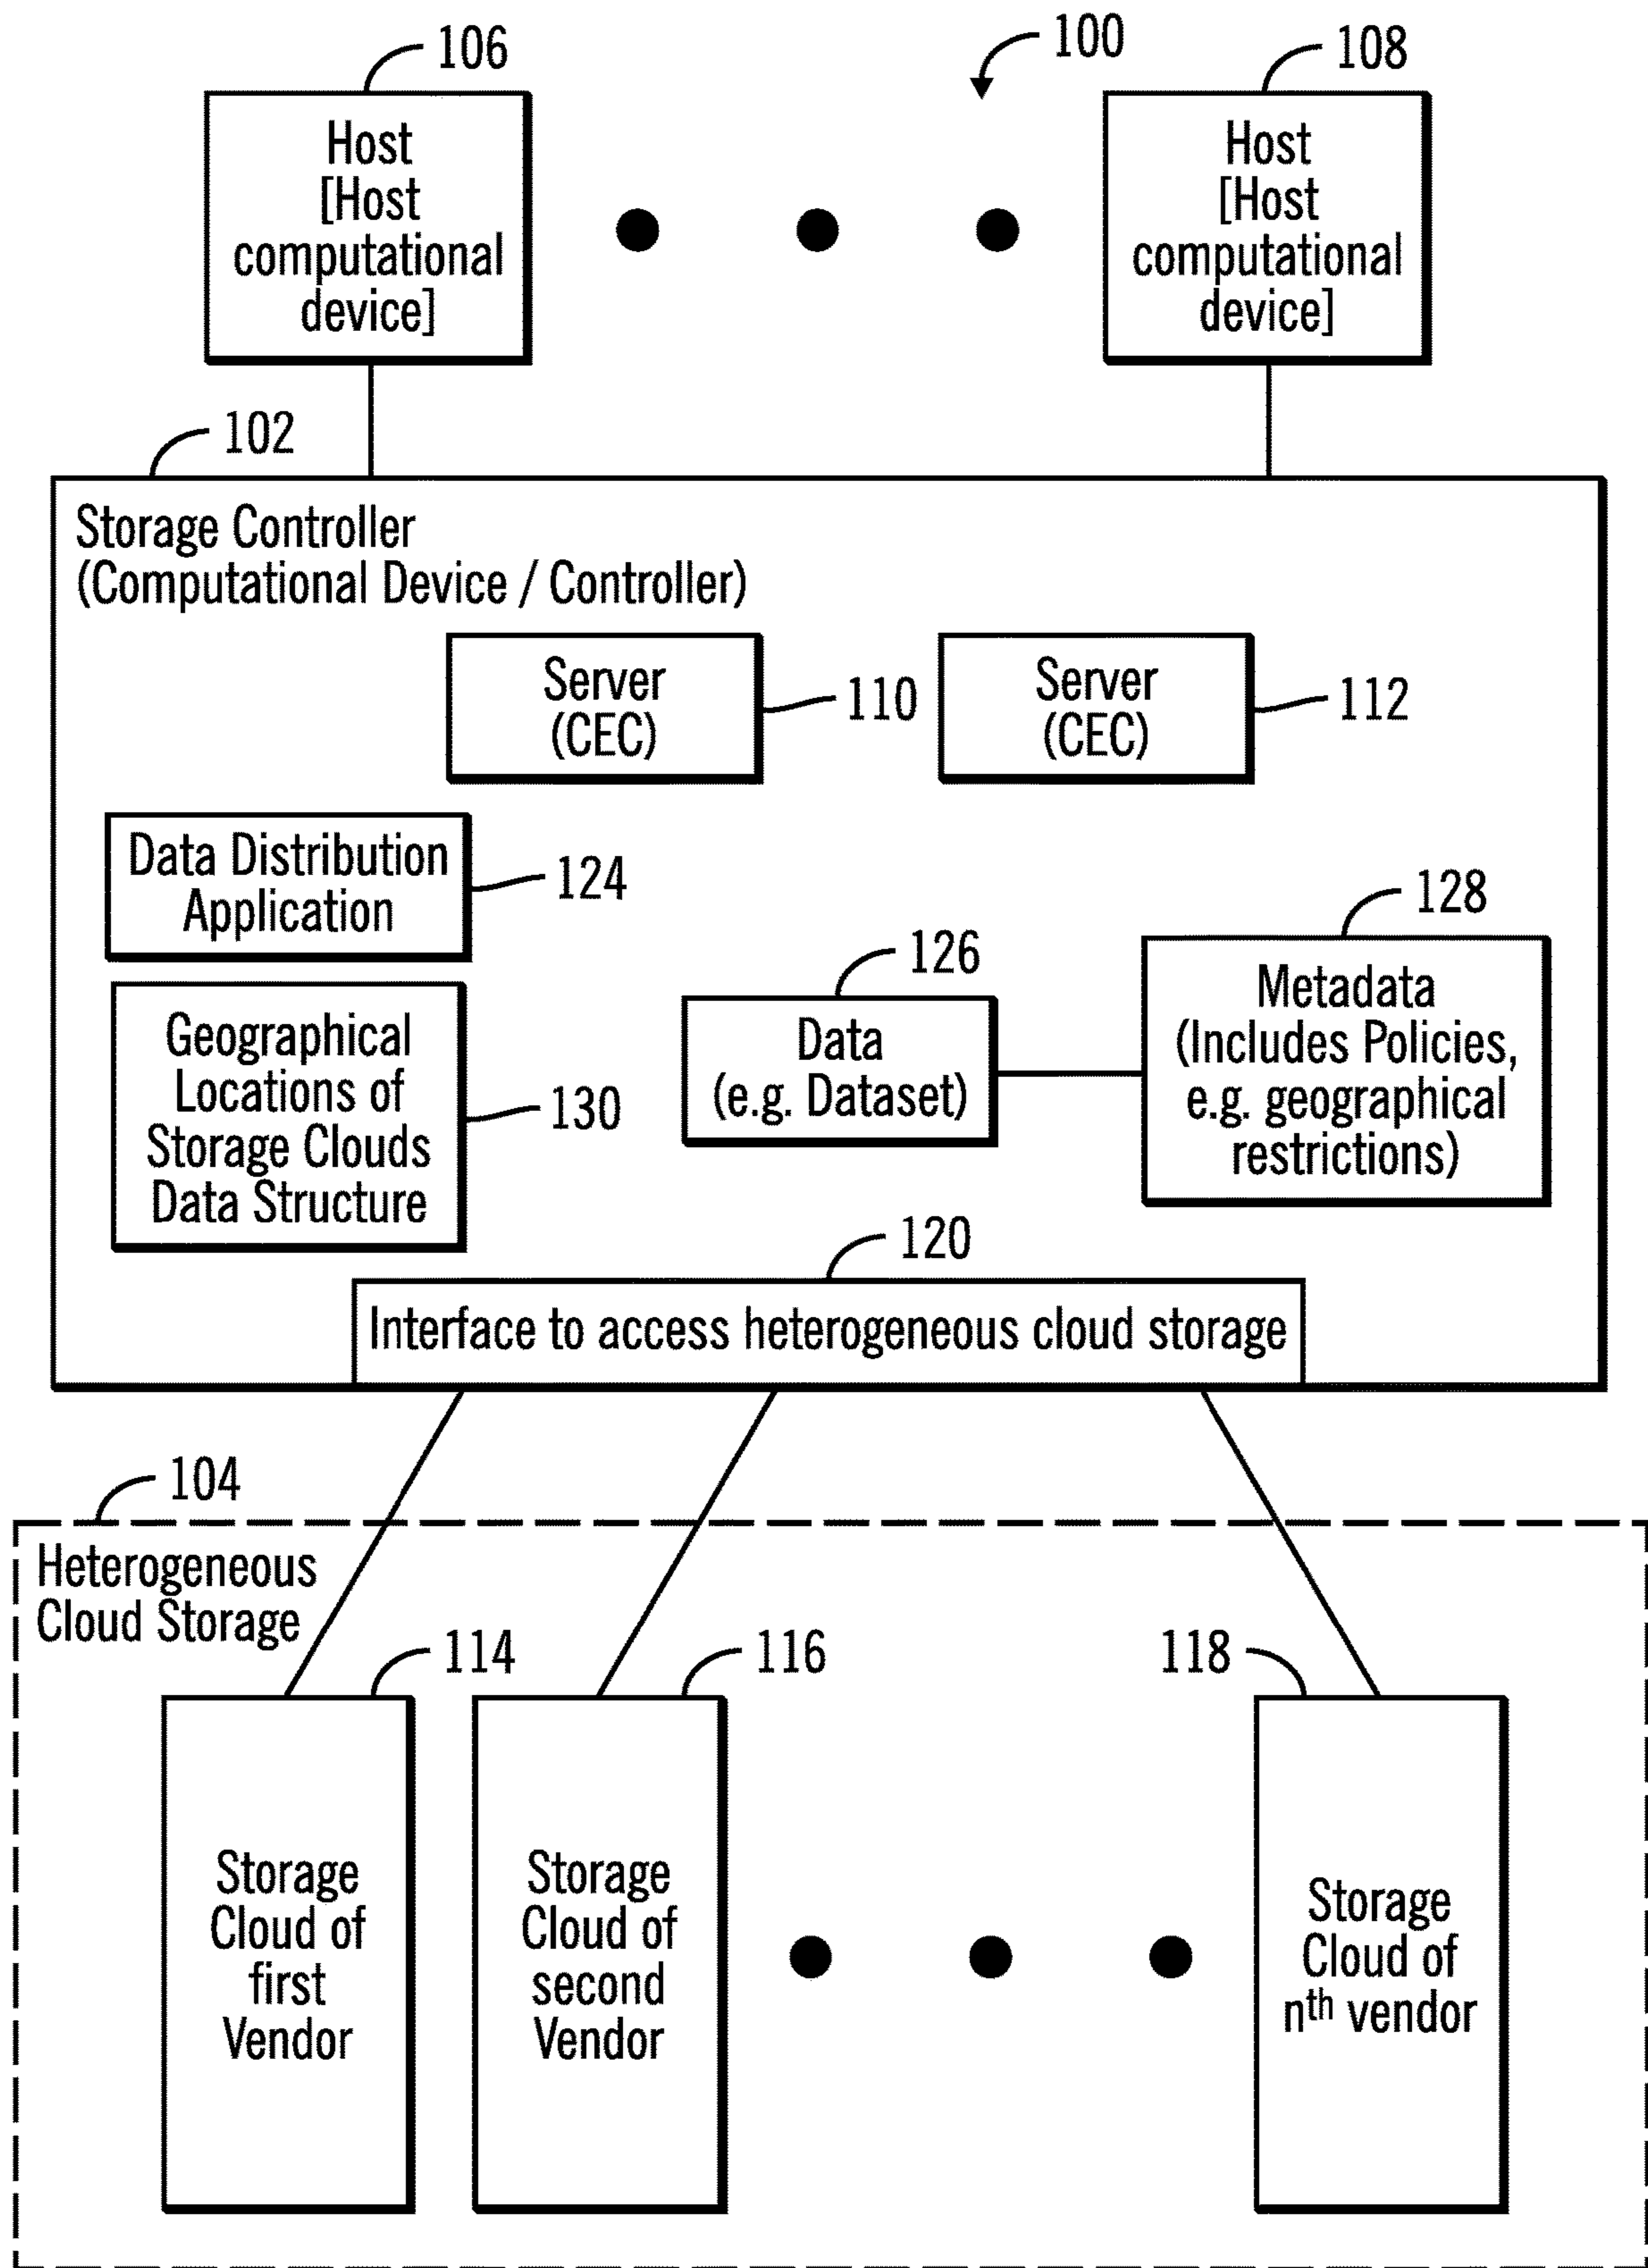 106
100
108
Host
[Host
computational
device]
Host
[Host
computational
device]
102
Storage Controller
(Computational Device / Controller)
Server
(CEC)
110
Server
(CEC)
112
Data Distribution
Application
124
128
126
Geographical
Locations of
Storage Clouds
Data Structure
130
Data
(e.g. Dataset)
Metadata
(Includes Policies,
e.g. geographical
restrictions)
120
Interface to access heterogeneous cloud storage
104
Heterogeneous
Cloud Storage
114
116
118
Storage
Cloud of
first
Vendor
Storage
Cloud of
second
Vendor
Storage
Cloud of
nth vendor